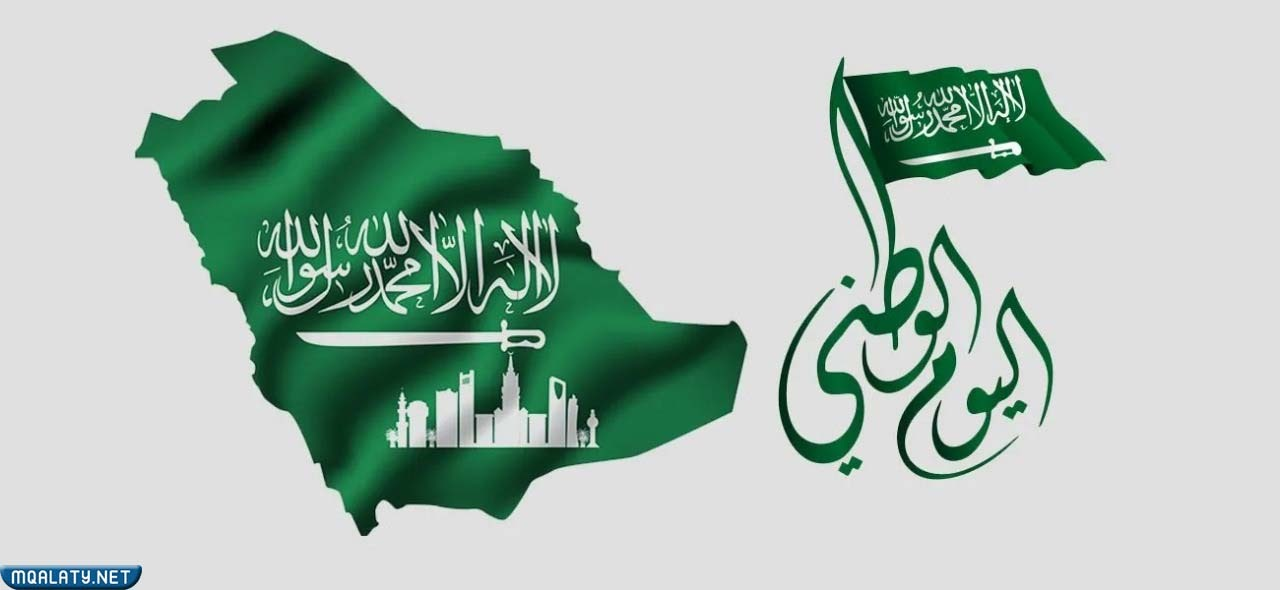 لا إله إلا الله محمد رسول الله
لا إله إلا الله محمد رسول الله
اليوم
الوطني
MQALATY.NET